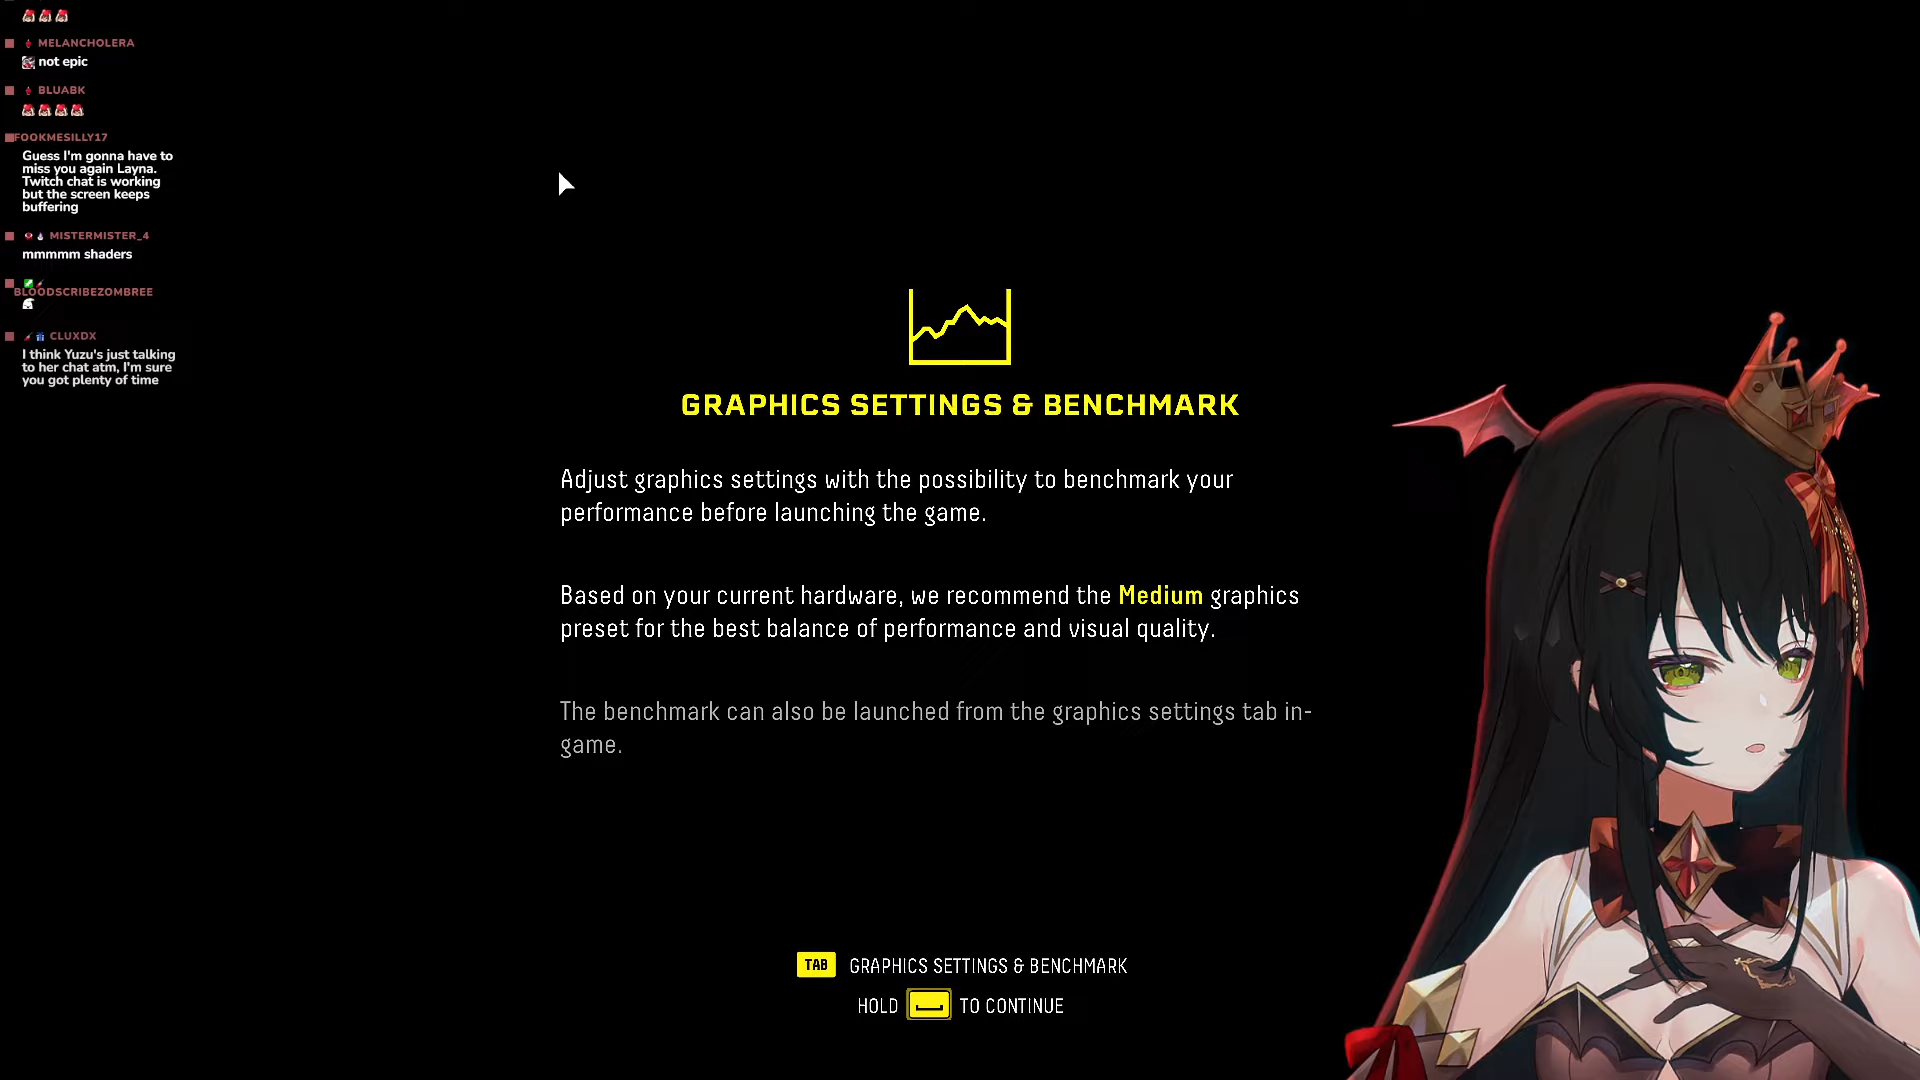 MELANCHOLERA
not epic
BLUABK
FOOKMESILLY17
Guess I'm gonna have to
miss you again Layna.
Twitch chat is working
but the screen keeps
buffering
MISTERMISTER_4
mmmmm shaders
BLOODSCRIBEZOMBREE
CLUXDX
I think Yuzu's just talking
to her chat atm, I'm sure
you got plenty of time
GRAPHICS SETTINGS & BENCHMARK
Adjust graphics settings with the possibility to benchmark your
performance before launching the game.
Based on your current hardware, we recommend the Medium graphics
preset for the best balance of performance and visual quality.
The benchmark can also be launched from the graphics settings tab in-
game.
TAB GRAPHICS SETTINGS & BENCHMARK
HOLD TO CONTINUE